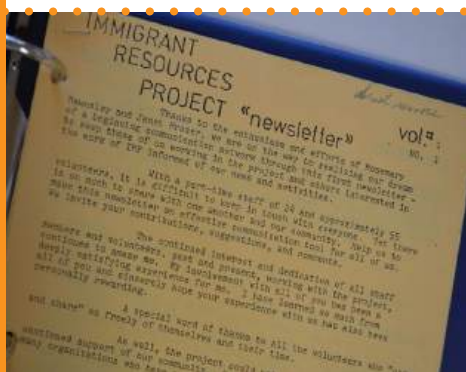 IMMIGRANT
RESOURCES
PROJECT «newsletter» vol. 1
NO. 1
Thanks to the enthusiasm and efforts of Rosemary
and Janet Fraser, we are on the way to realizing our dream
of a beginning communication network through this first newsletter -
to keep those of us working in the project and others interested in
the work of IRP informed of our news and activities.
With a part-time staff of 24 and approximately 55
volunteers, it is difficult to keep in touch with everyone. Yet there
is so much to share with one another and our community. Help us to
make this newsletter an effective communication tool for all of us.
We invite your contributions, suggestions, and comments.
The continued interest and dedication of all staff
members and volunteers, past and present, working with the project,
continues to amaze me. My involvement with all of you has been a
deeply satisfying experience for me. I have learned so much from
all of you and sincerely hope your experience with us has also been
personally rewarding.
A special word of thanks to all the volunteers who
and share" so freely of themselves and their time.
As well, the project could
continued support of our community
many organizations who have